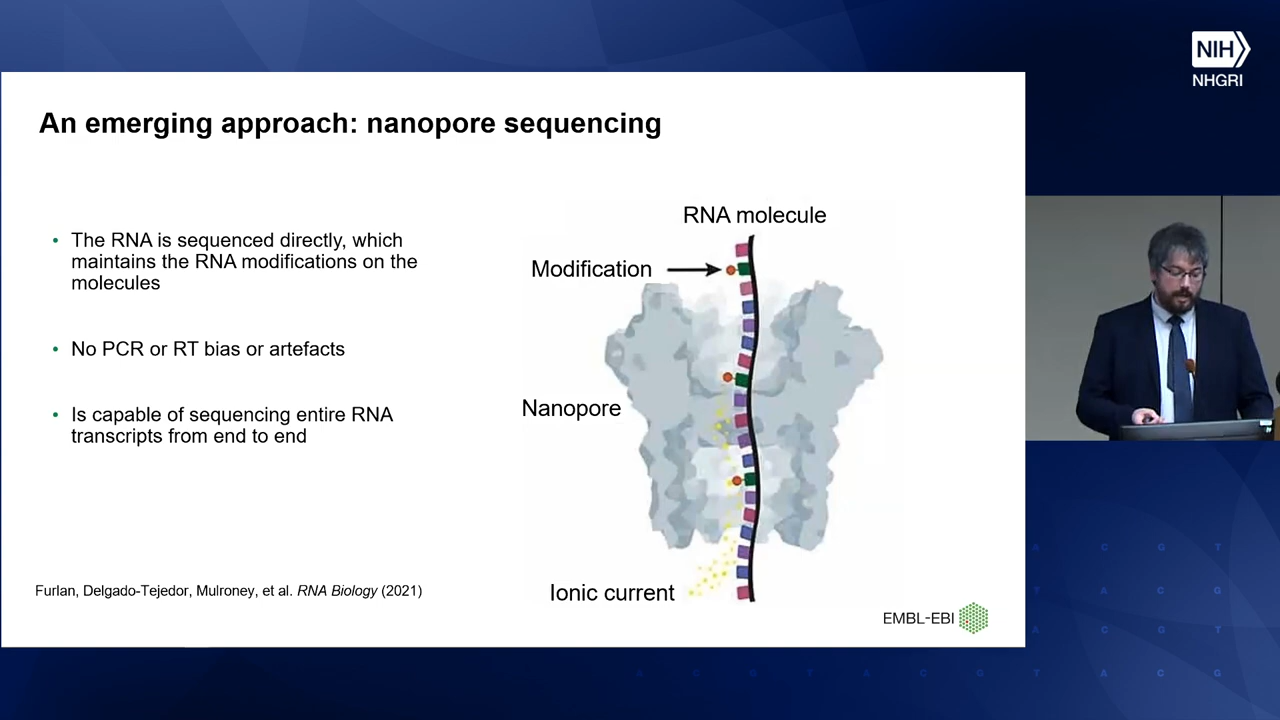 NIH
NHGRI
An emerging approach: nanopore sequencing
• The RNA is sequenced directly, which
maintains the RNA modifications on the
molecules
• No PCR or RT bias or artefacts
• Is capable of sequencing entire RNA
transcripts from end to end
RNA molecule
Modification
Nanopore
Ionic current
Furlan, Delgado-Tejedor, Mulroney, et al. RNA Biology (2021)
EMBL-EBI
A C G T
T A C G
A C G T
A C G T A C G T A C G T